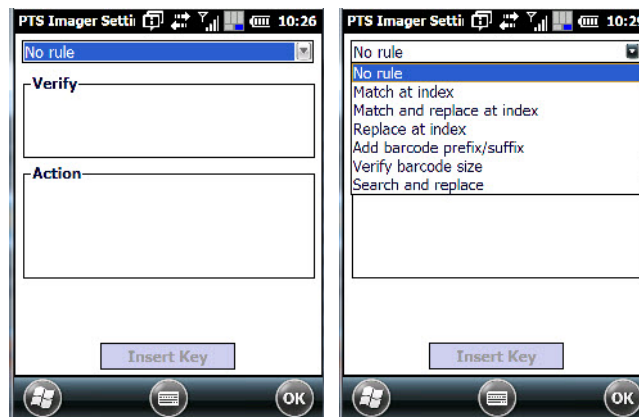 PTS Imager Setti 10:26
No rule
Verify
Action
Insert Key
OK
PTS Imager Setti 10:29
No rule
No rule
Match at index
Match and replace at index
Replace at index
Add barcode prefix/suffix
Verify barcode size
Search and replace
Insert Key
OK